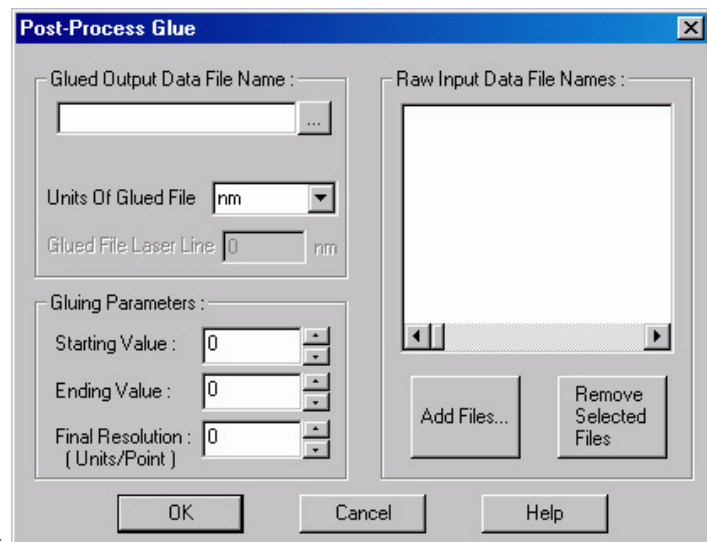 Post-Process Glue
Glued Output Data File Name :
...
Units Of Glued File nm
Glued File Laser Line 0 nm
Gluing Parameters :
Starting Value : 0
Ending Value : 0
Final Resolution : 0
( Units/Point )
Raw Input Data File Names :
Add Files...
Remove
Selected
Files
OK
Cancel
Help